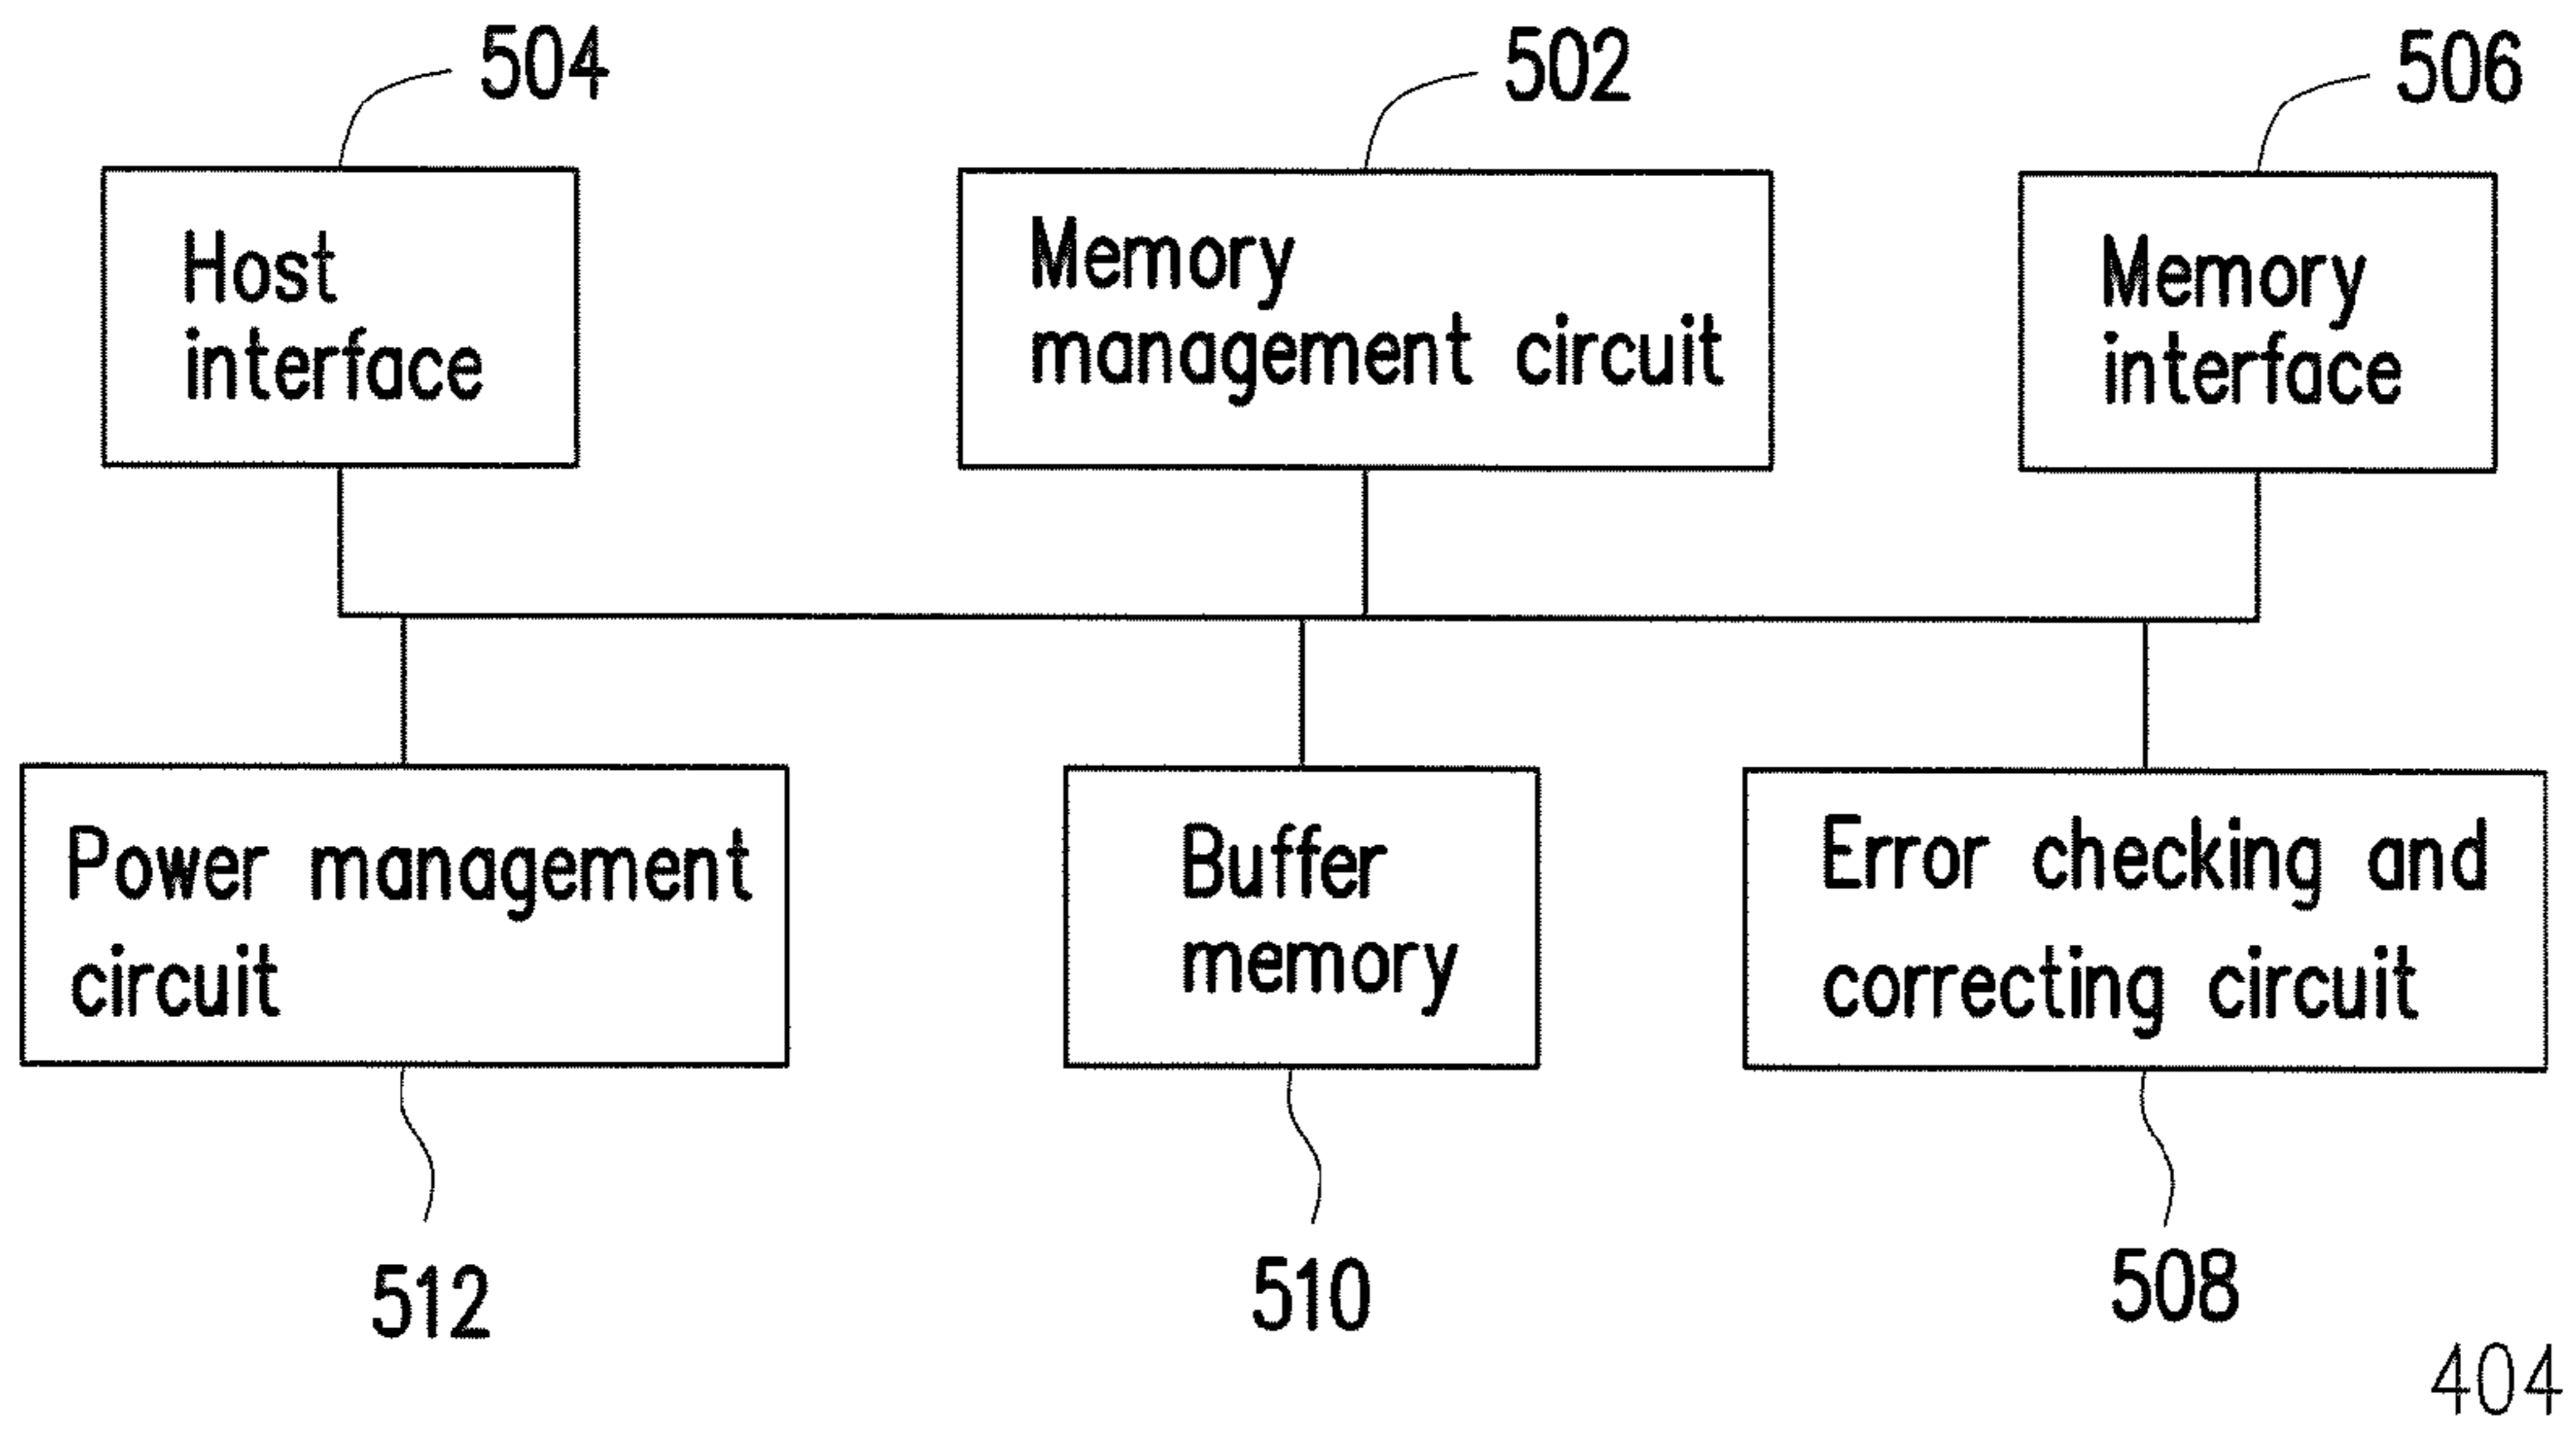 504
502
506
Host
interface
Memory
management circuit
Memory
interface
Power management
circuit
Buffer
memory
Error checking and
correcting circuit
512
510
508
404